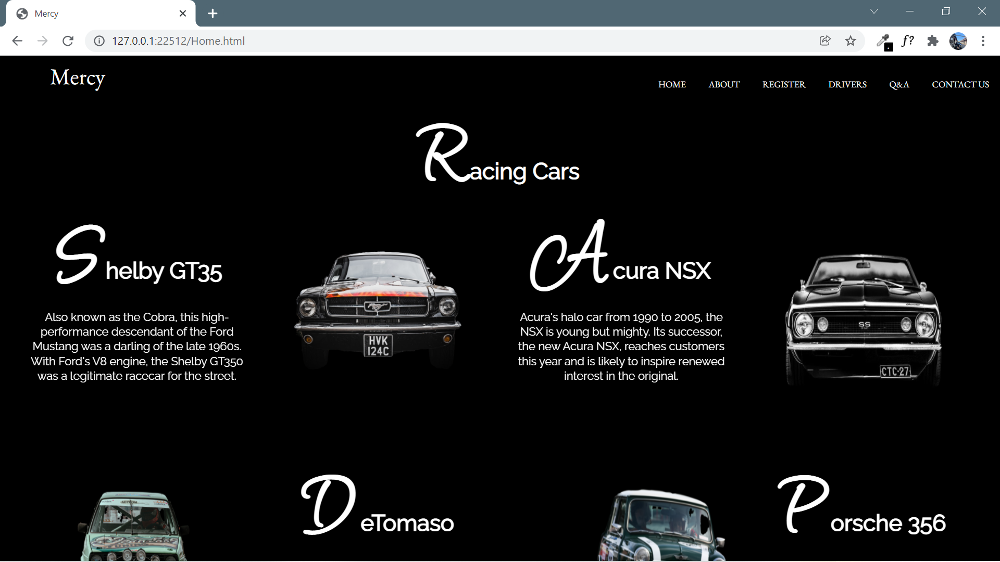 Mercy
127.0.0.1:22512/Home.html
f?
Mercy
HOME ABOUT REGISTER DRIVERS Q&A CONTACT US
Racing Cars
Shelby GT35
Also known as the Cobra, this high-
performance descendant of the Ford
Mustang was a darling of the late 1960s.
With Ford's V8 engine, the Shelby GT350
was a legitimate racecar for the street.
HVK
124C
Acura NSX
Acura's halo car from 1990 to 2005, the
NSX is young but mighty. Its successor,
the new Acura NSX, reaches customers
this year and is likely to inspire renewed
interest in the original.
SS
350
CTC·27
DeTomaso
Porsche 356